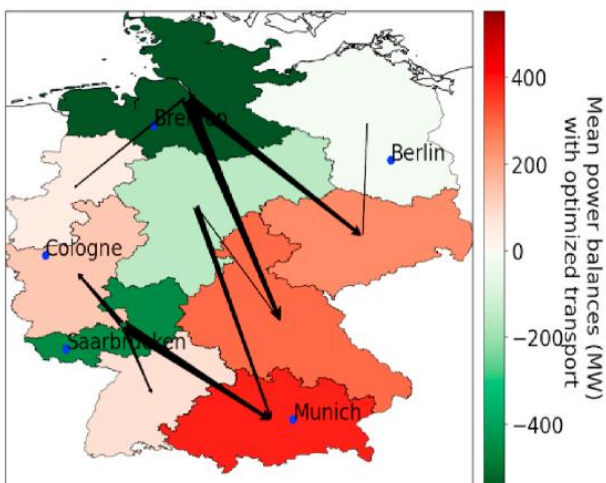 Bremen
Berlin
Cologne
Saarbrücken
Munich
400
200
0
−200
−400
Mean power balances (MW)
with optimized transport